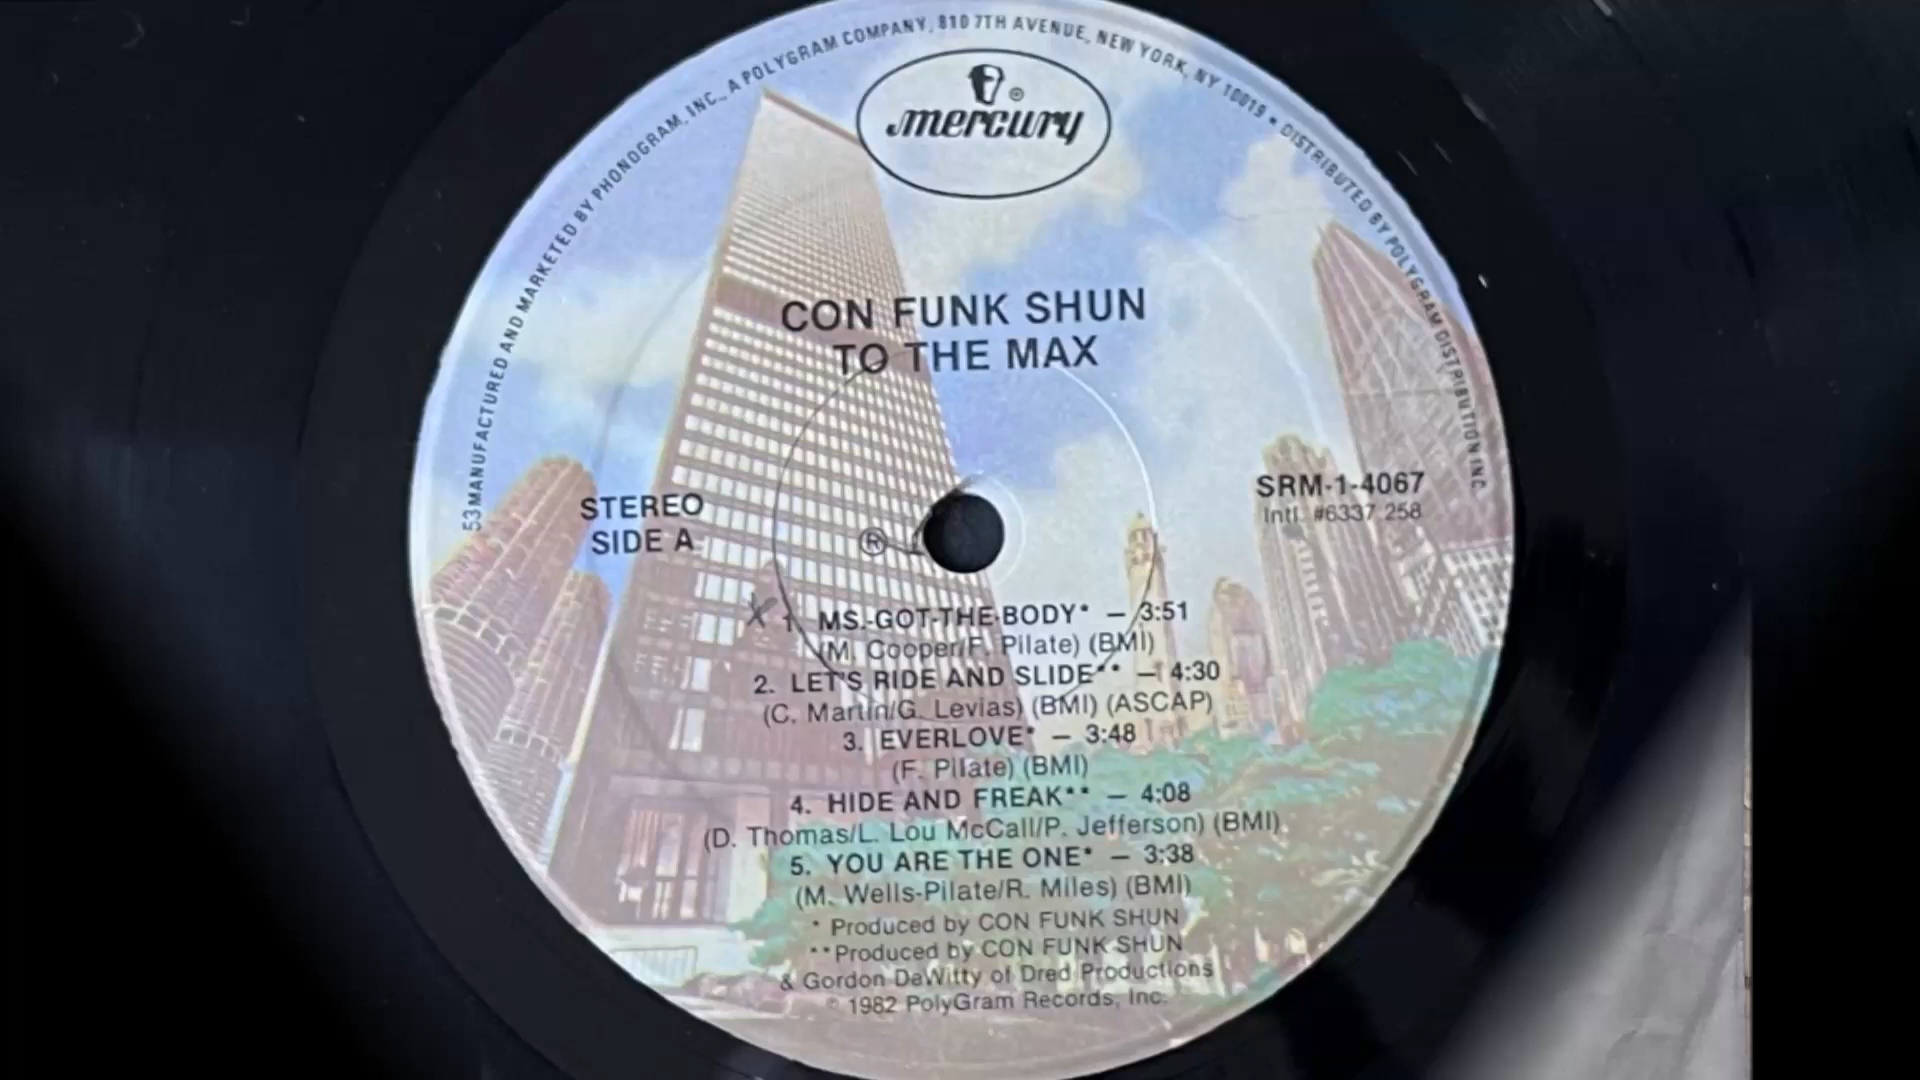 53 MANUFACTURED AND MARKETED BY PHONOGRAM, INC., A POLYGRAM COMPANY, 810 7TH AVENUE, NEW YORK, NY 10019 • DISTRIBUTED BY POLYGRAM DISTRIBUTION INC.
mercury ®
CON FUNK SHUN
TO THE MAX
STEREO
SIDE A
SRM-1-4067
Intl. #6337 258
®
X 1. MS.-GOT-THE-BODY* — 3:51
(M. Cooper/F. Pilate) (BMI)
2. LET'S RIDE AND SLIDE** — 4:30
(C. Martin/G. Levias) (BMI) (ASCAP)
3. EVERLOVE* — 3:48
(F. Pilate) (BMI)
4. HIDE AND FREAK** — 4:08
(D. Thomas/L. Lou McCall/P. Jefferson) (BMI)
5. YOU ARE THE ONE* — 3:38
(M. Wells-Pilate/R. Miles) (BMI)
* Produced by CON FUNK SHUN
**Produced by CON FUNK SHUN
& Gordon DeWitty of Dred Productions
℗ 1982 PolyGram Records, Inc.